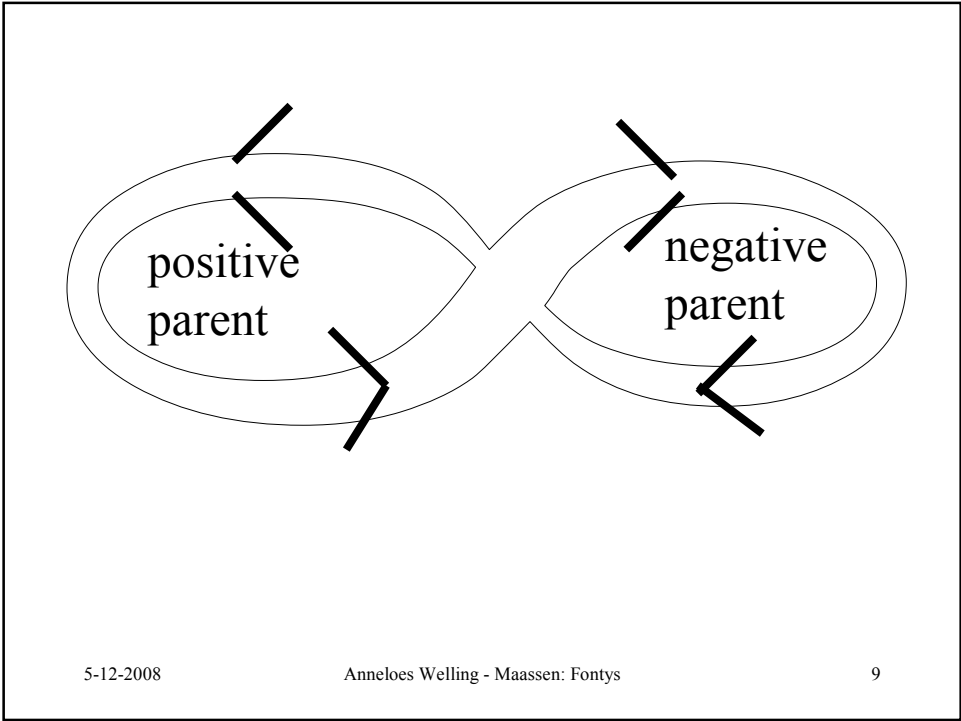 positive
parent
negative
parent
5-12-2008
Anneloes Welling - Maassen: Fontys
9